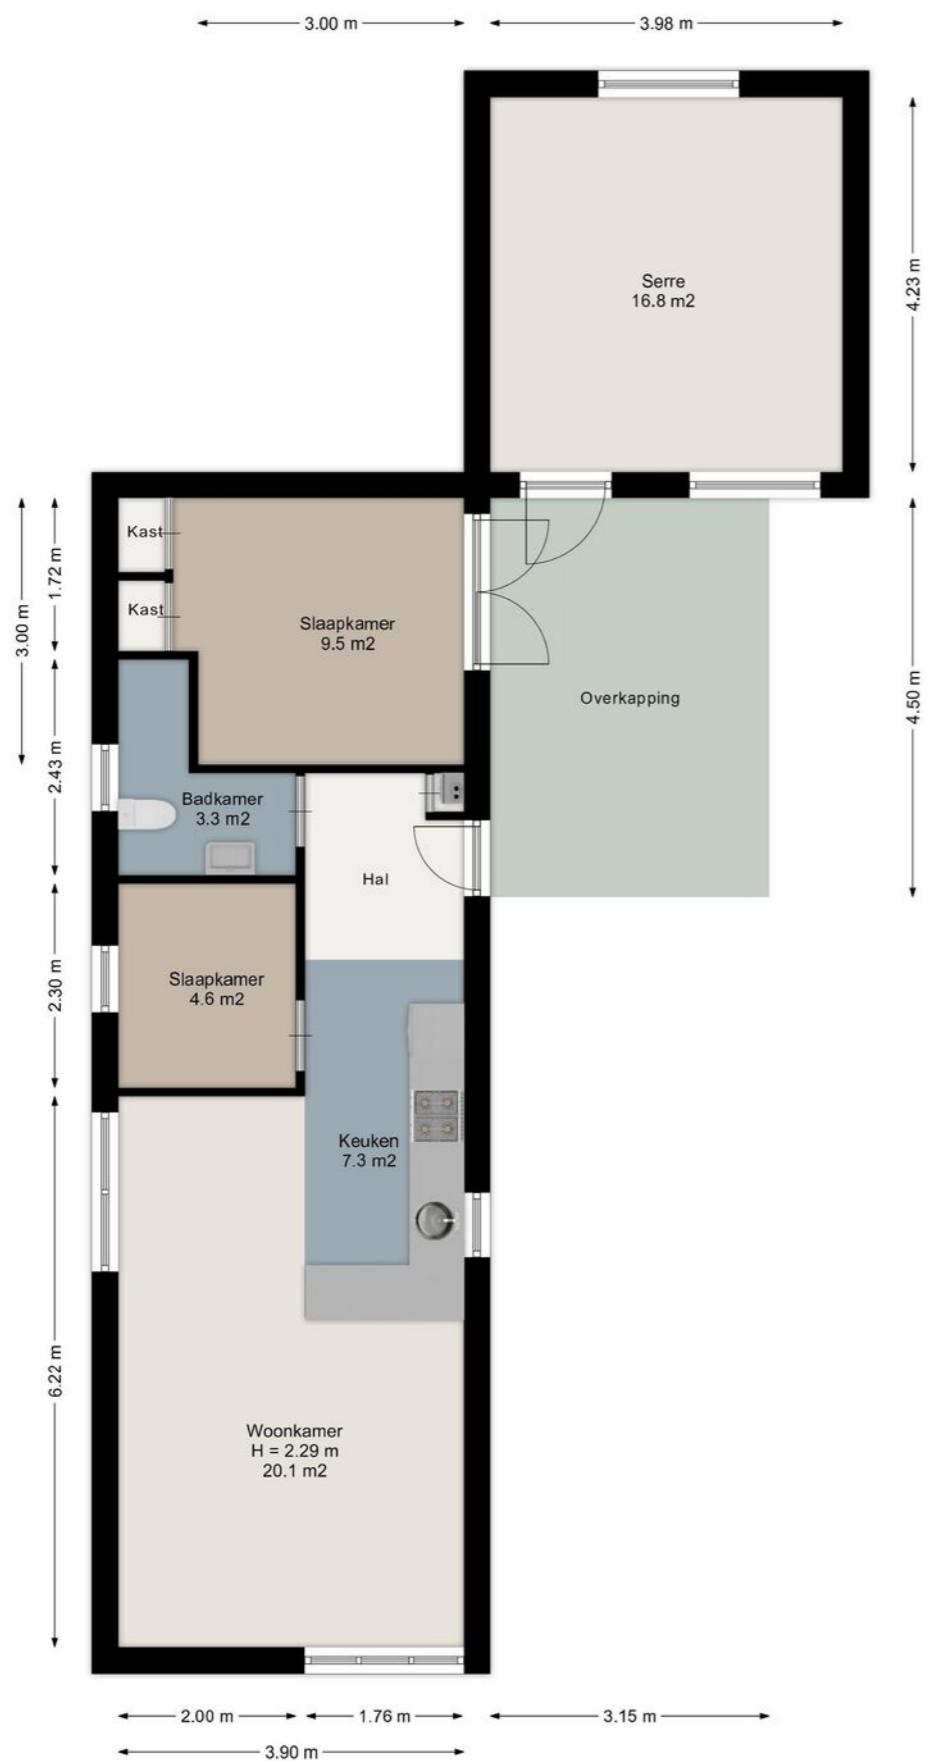 3.00 m
3.98 m
Serre
16.8 m2
4.23 m
Kast
Kast
1.72 m
3.00 m
Slaapkamer
9.5 m2
Overkapping
4.50 m
2.43 m
Badkamer
3.3 m2
Hal
Slaapkamer
4.6 m2
2.30 m
Keuken
7.3 m2
6.22 m
Woonkamer
H = 2.29 m
20.1 m2
2.00 m
1.76 m
3.15 m
3.90 m